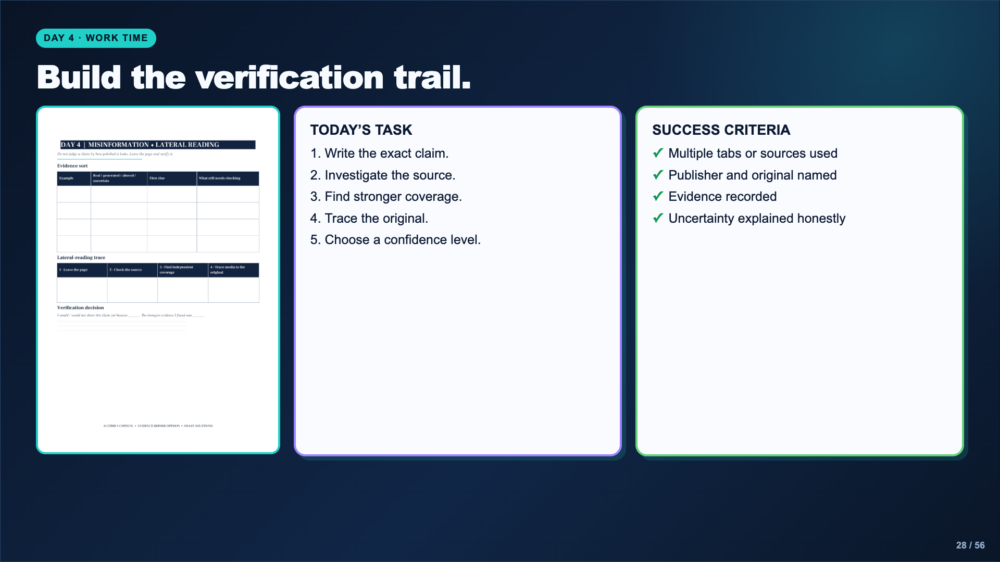 DAY 4 · WORK TIME
Build the verification trail.
DAY 4 | MISINFORMATION ✦ LATERAL READING
Do not judge a claim by how polished it looks. Leave the page and verify it.
Evidence sort
Example
Real / generated / altered /
uncertain
First clue
What still needs checking
Lateral-reading trace
1 · Leave the page
2 · Check the source
3 · Find independent
coverage
4 · Trace media to the
original
Verification decision
I would / would not share this claim yet because ______. The strongest evidence I found was ______.
AI ETHICS COUNCIL • EVIDENCE BEFORE OPINION • SMART SOLUTIONS
TODAY’S TASK
1. Write the exact claim.
2. Investigate the source.
3. Find stronger coverage.
4. Trace the original.
5. Choose a confidence level.
SUCCESS CRITERIA
✓ Multiple tabs or sources used
✓ Publisher and original named
✓ Evidence recorded
✓ Uncertainty explained honestly
28 / 56